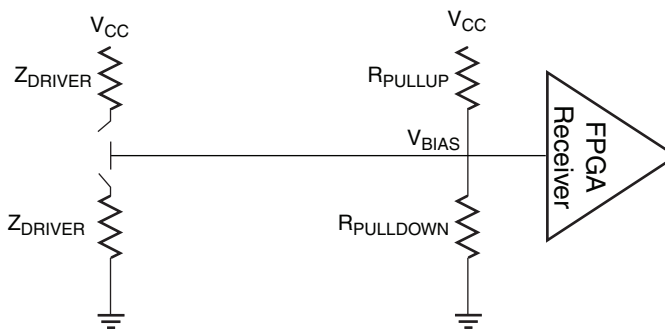 VCC
VCC
ZDRIVER
RPULLUP
VBIAS
FPGA
Receiver
ZDRIVER
RPULLDOWN